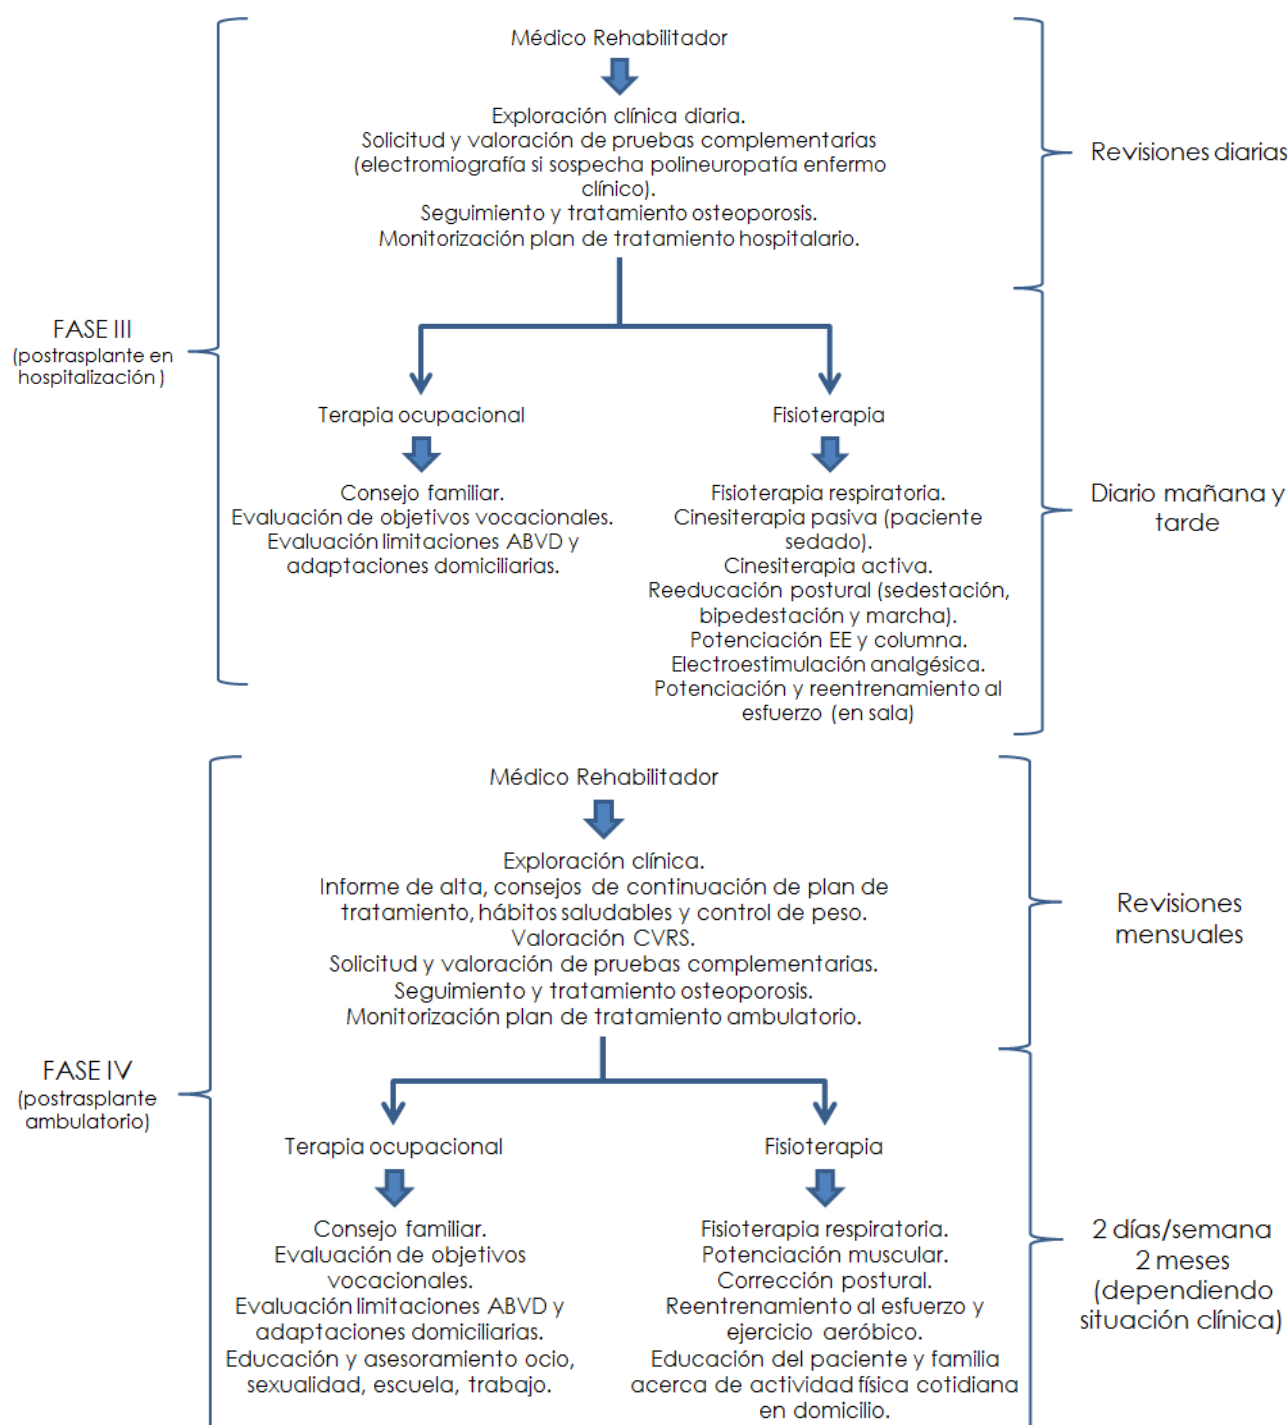 Médico Rehabilitador
Exploración clínica diaria.
Solicitud y valoración de pruebas complementarias
(electromiografía si sospecha polineuropatía enfermo
clínico).
Seguimiento y tratamiento osteoporosis.
Monitorización plan de tratamiento hospitalario.
Revisiones diarias
FASE III
(postrasplante en
hospitalización)
Terapia ocupacional
Consejo familiar.
Evaluación de objetivos vocacionales.
Evaluación limitaciones ABVD y
adaptaciones domiciliarias.
Fisioterapia
Fisioterapia respiratoria.
Cinesiterapia pasiva (paciente
sedado).
Cinesiterapia activa.
Reeducación postural (sedestación,
bipedestación y marcha).
Potenciación EE y columna.
Electroestimulación analgésica.
Potenciación y reentrenamiento al
esfuerzo (en sala)
Diario mañana y
tarde
Médico Rehabilitador
Exploración clínica.
Informe de alta, consejos de continuación de plan de
tratamiento, hábitos saludables y control de peso.
Valoración CVRS.
Solicitud y valoración de pruebas complementarias.
Seguimiento y tratamiento osteoporosis.
Monitorización plan de tratamiento ambulatorio.
Revisiones
mensuales
FASE IV
(postrasplante
ambulatorio)
Terapia ocupacional
Consejo familiar.
Evaluación de objetivos
vocacionales.
Evaluación limitaciones ABVD y
adaptaciones domiciliarias.
Educación y asesoramiento ocio,
sexualidad, escuela, trabajo.
Fisioterapia
Fisioterapia respiratoria.
Potenciación muscular.
Corrección postural.
Reentrenamiento al esfuerzo y
ejercicio aeróbico.
Educación del paciente y familia
acerca de actividad física cotidiana
en domicilio.
2 días/semana
2 meses
(dependiendo
situación clínica)